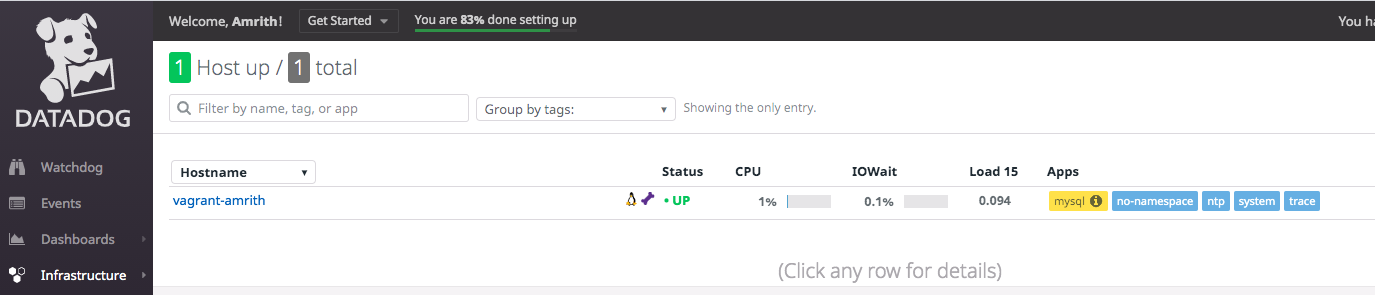 Welcome, Amrith! Get Started You are 83% done setting up You ha
DATADOG
1 Host up / 1 total
Filter by name, tag, or app Group by tags: Showing the only entry.
Watchdog
Events
Dashboards
Infrastructure
Hostname Status CPU IOWait Load 15 Apps
vagrant-amrith UP 1% 0.1% 0.094 mysql no-namespace ntp system trace
(Click any row for details)